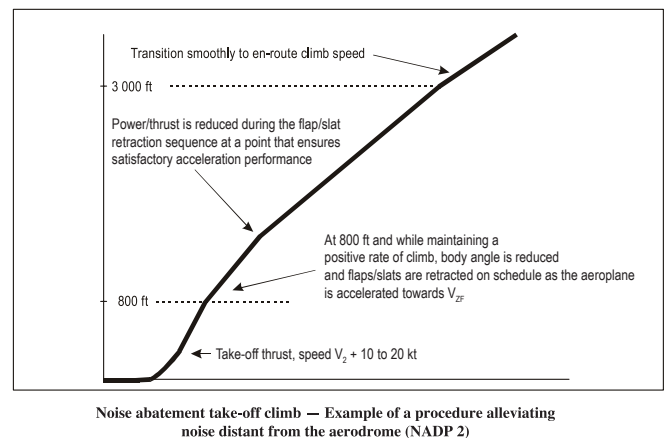 Transition smoothly to en-route climb speed
3 000 ft
Power/thrust is reduced during the flap/slat
retraction sequence at a point that ensures
satisfactory acceleration performance
At 800 ft and while maintaining a
positive rate of climb, body angle is reduced
and flaps/slats are retracted on schedule as the aeroplane
is accelerated towards V_ZF
800 ft
Take-off thrust, speed V_2 + 10 to 20 kt
Noise abatement take-off climb — Example of a procedure alleviating
noise distant from the aerodrome (NADP 2)